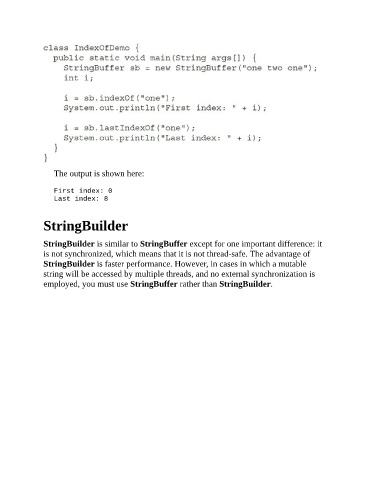 class IndexOfDemo {
public static void main(String args[]) {
StringBuffer sb = new StringBuffer("one two one");
int i;
i = sb.indexOf("one");
System.out.println("First index: " + i);
i = sb.lastIndexOf("one");
System.out.println("Last index: " + i);
}
}
The output is shown here:
First index: 0
Last index: 8
StringBuilder
StringBuilder is similar to StringBuffer except for one important difference: it
is not synchronized, which means that it is not thread-safe. The advantage of
StringBuilder is faster performance. However, in cases in which a mutable
string will be accessed by multiple threads, and no external synchronization is
employed, you must use StringBuffer rather than StringBuilder.